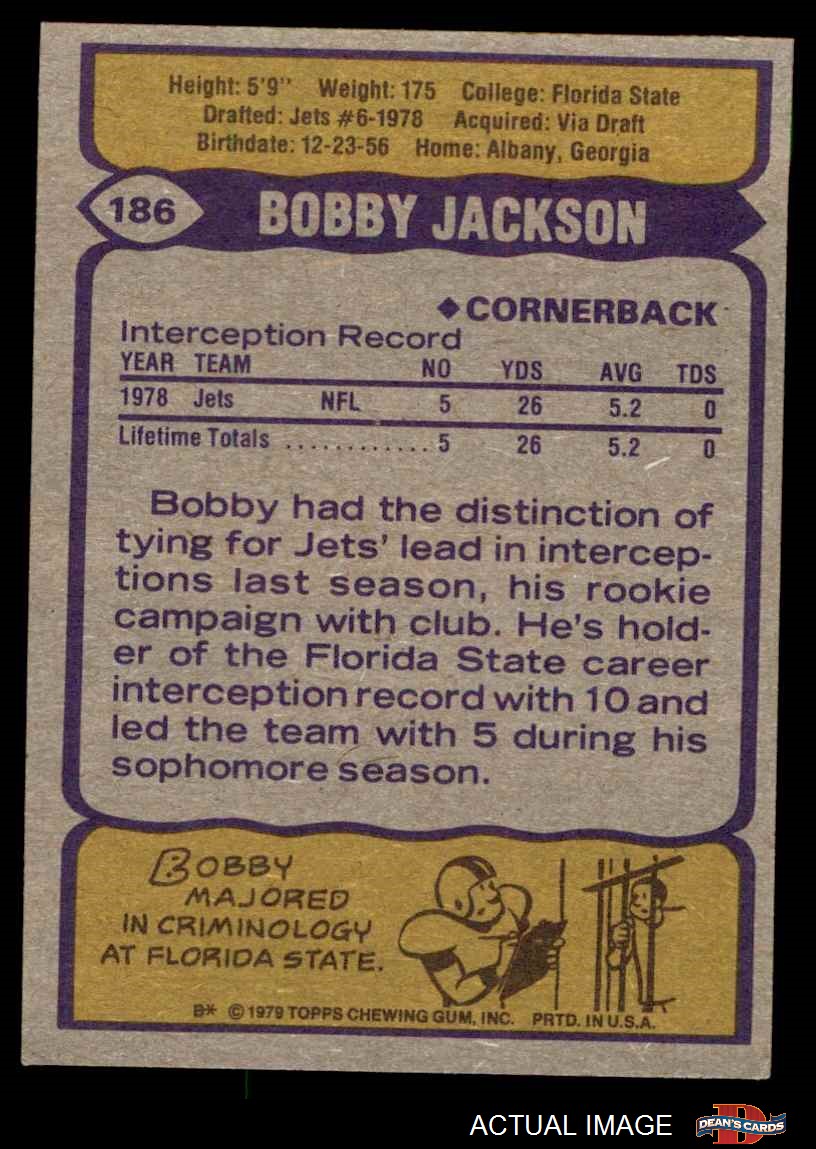 Height: 5'9" Weight: 175 College: Florida State
Drafted: Jets #6-1978 Acquired: Via Draft
Birthdate: 12-23-56 Home: Albany, Georgia
186 BOBBY JACKSON
◆CORNERBACK
Interception Record
YEAR TEAM NO YDS AVG TDS
1978 Jets NFL 5 26 5.2 0
Lifetime Totals ............. 5 26 5.2 0
Bobby had the distinction of
tying for Jets' lead in intercep-
tions last season, his rookie
campaign with club. He's hold-
er of the Florida State career
interception record with 10 and
led the team with 5 during his
sophomore season.
BOBBY
MAJORED
IN CRIMINOLOGY
AT FLORIDA STATE.
B* © 1979 TOPPS CHEWING GUM, INC. PRTD. IN U.S.A.
ACTUAL IMAGE DEAN'S CARDS